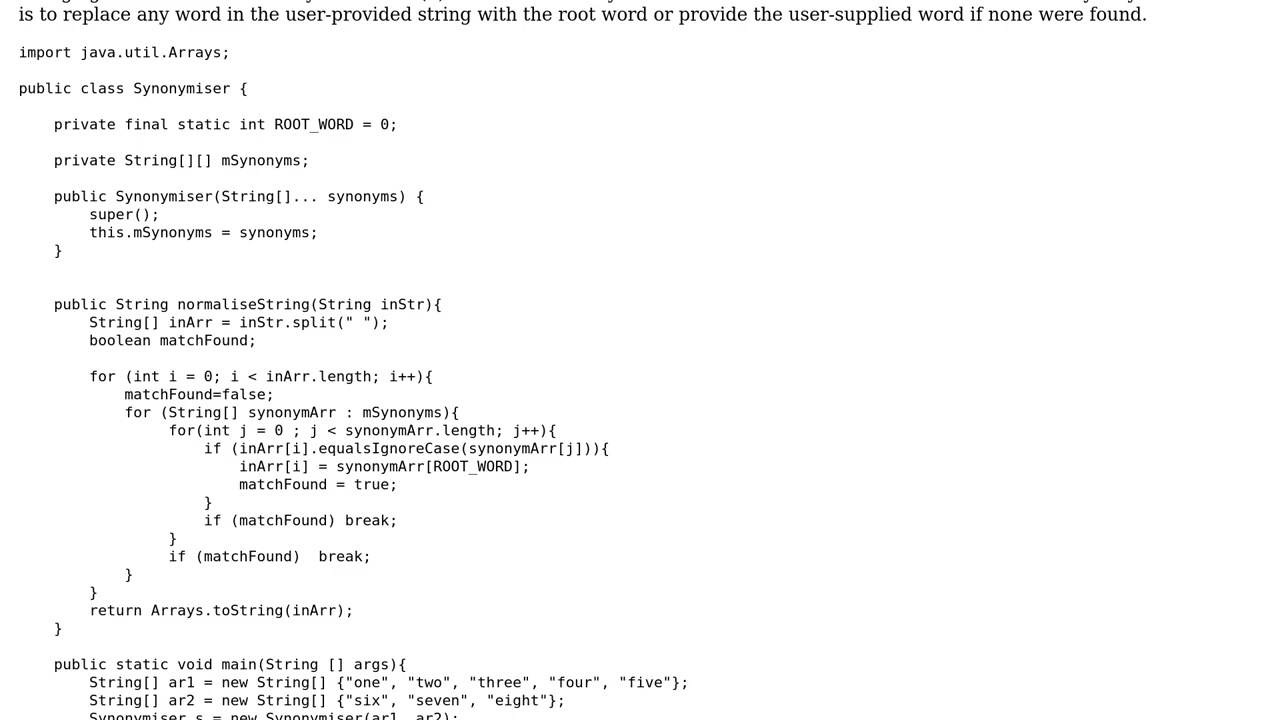 is to replace any word in the user-provided string with the root word or provide the user-supplied word if none were found.
import java.util.Arrays;
public class Synonymiser {
    private final static int ROOT_WORD = 0;
    private String[][] mSynonyms;
    public Synonymiser(String[]... synonyms) {
        super();
        this.mSynonyms = synonyms;
    }
    public String normaliseString(String inStr){
        String[] inArr = inStr.split(" ");
        boolean matchFound;
        for (int i = 0; i < inArr.length; i++){
            matchFound=false;
            for (String[] synonymArr : mSynonyms){
                 for(int j = 0 ; j < synonymArr.length; j++){
                     if (inArr[i].equalsIgnoreCase(synonymArr[j])){
                         inArr[i] = synonymArr[ROOT_WORD];
                         matchFound = true;
                     }
                     if (matchFound) break;
                 }
                 if (matchFound)  break;
            }
        }
        return Arrays.toString(inArr);
    }
    public static void main(String [] args){
        String[] ar1 = new String[] {"one", "two", "three", "four", "five"};
        String[] ar2 = new String[] {"six", "seven", "eight"};
        Synonymiser s = new Synonymiser(ar1, ar2);